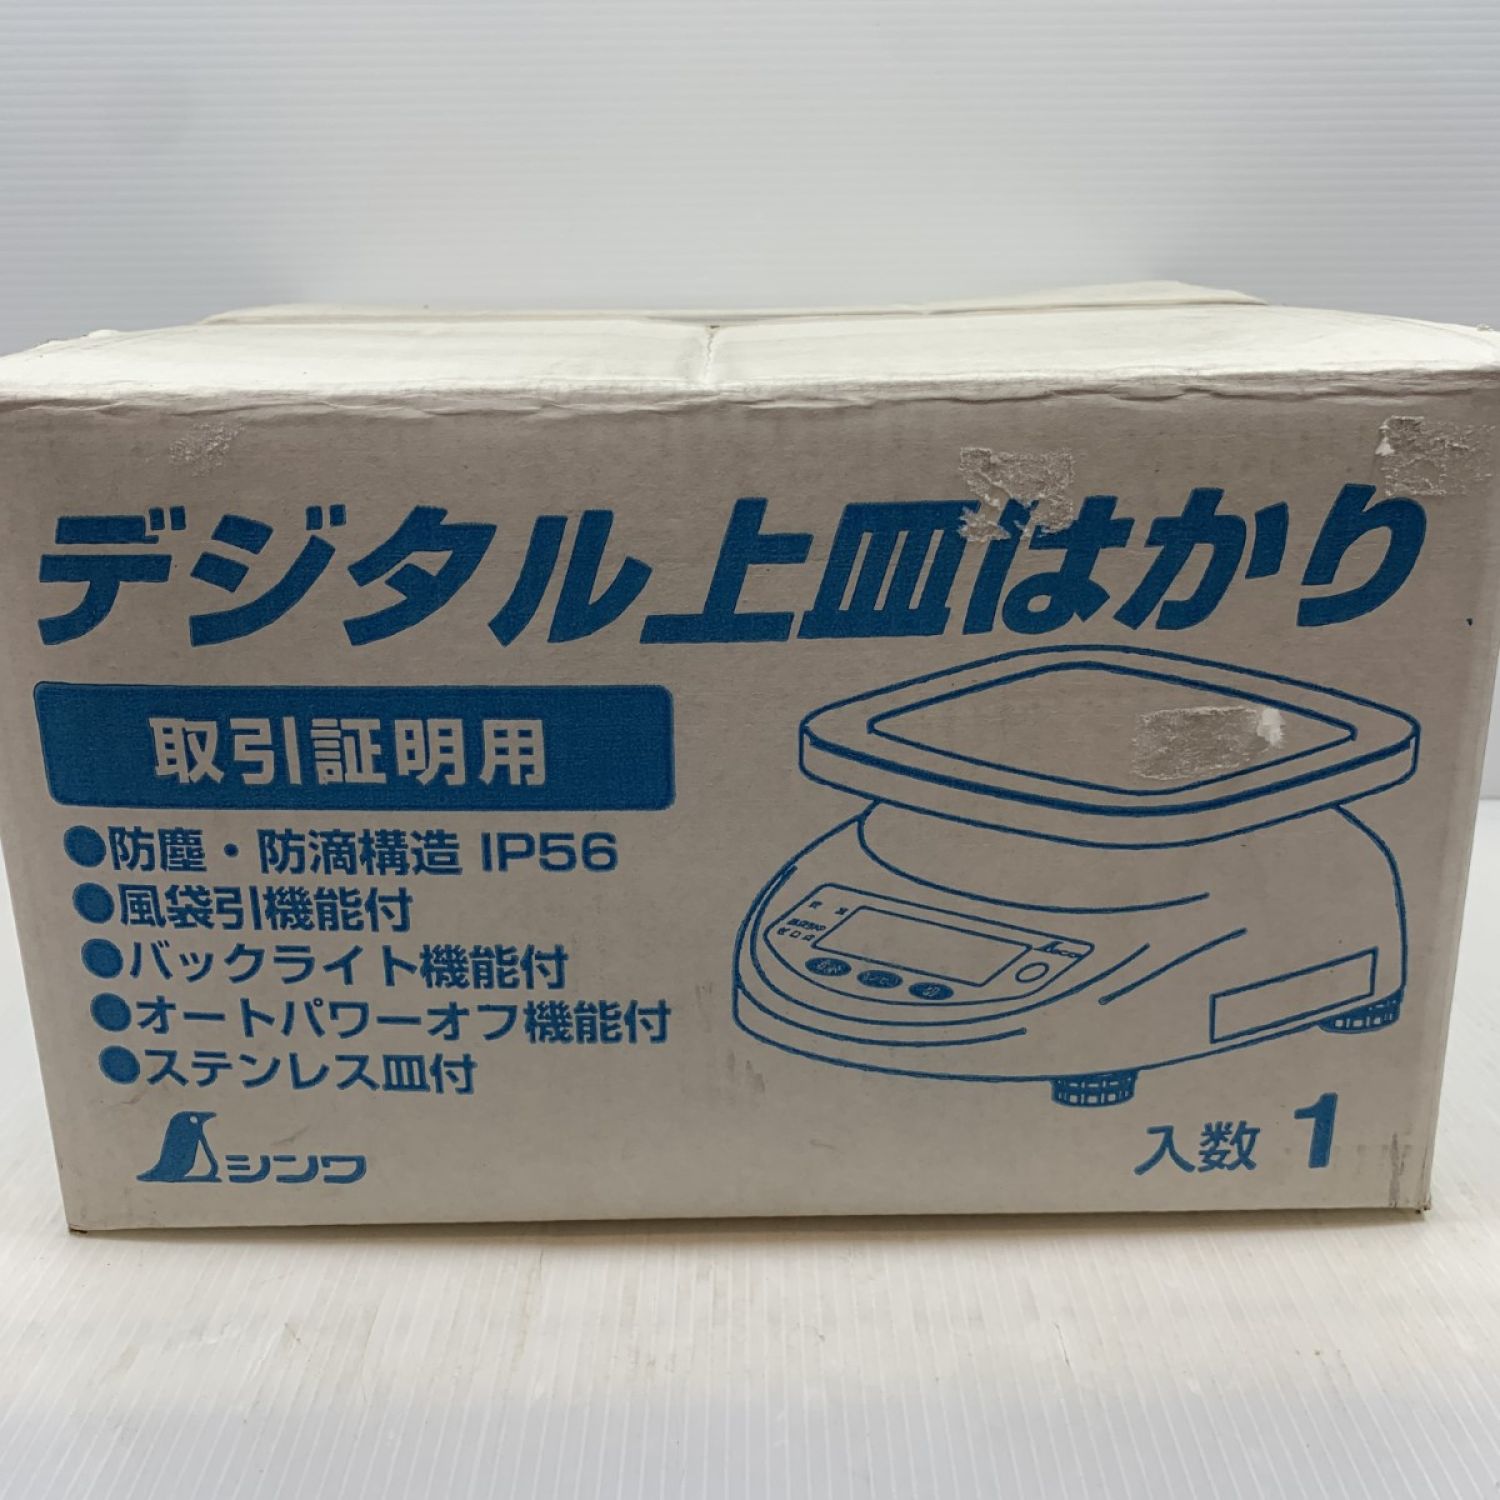 デジタル上皿はかり
取引証明用
●防塵・防滴構造 IP56
●風袋引機能付
●バックライト機能付
●オートパワーオフ機能付
●ステンレス皿付
シンワ
入数 1